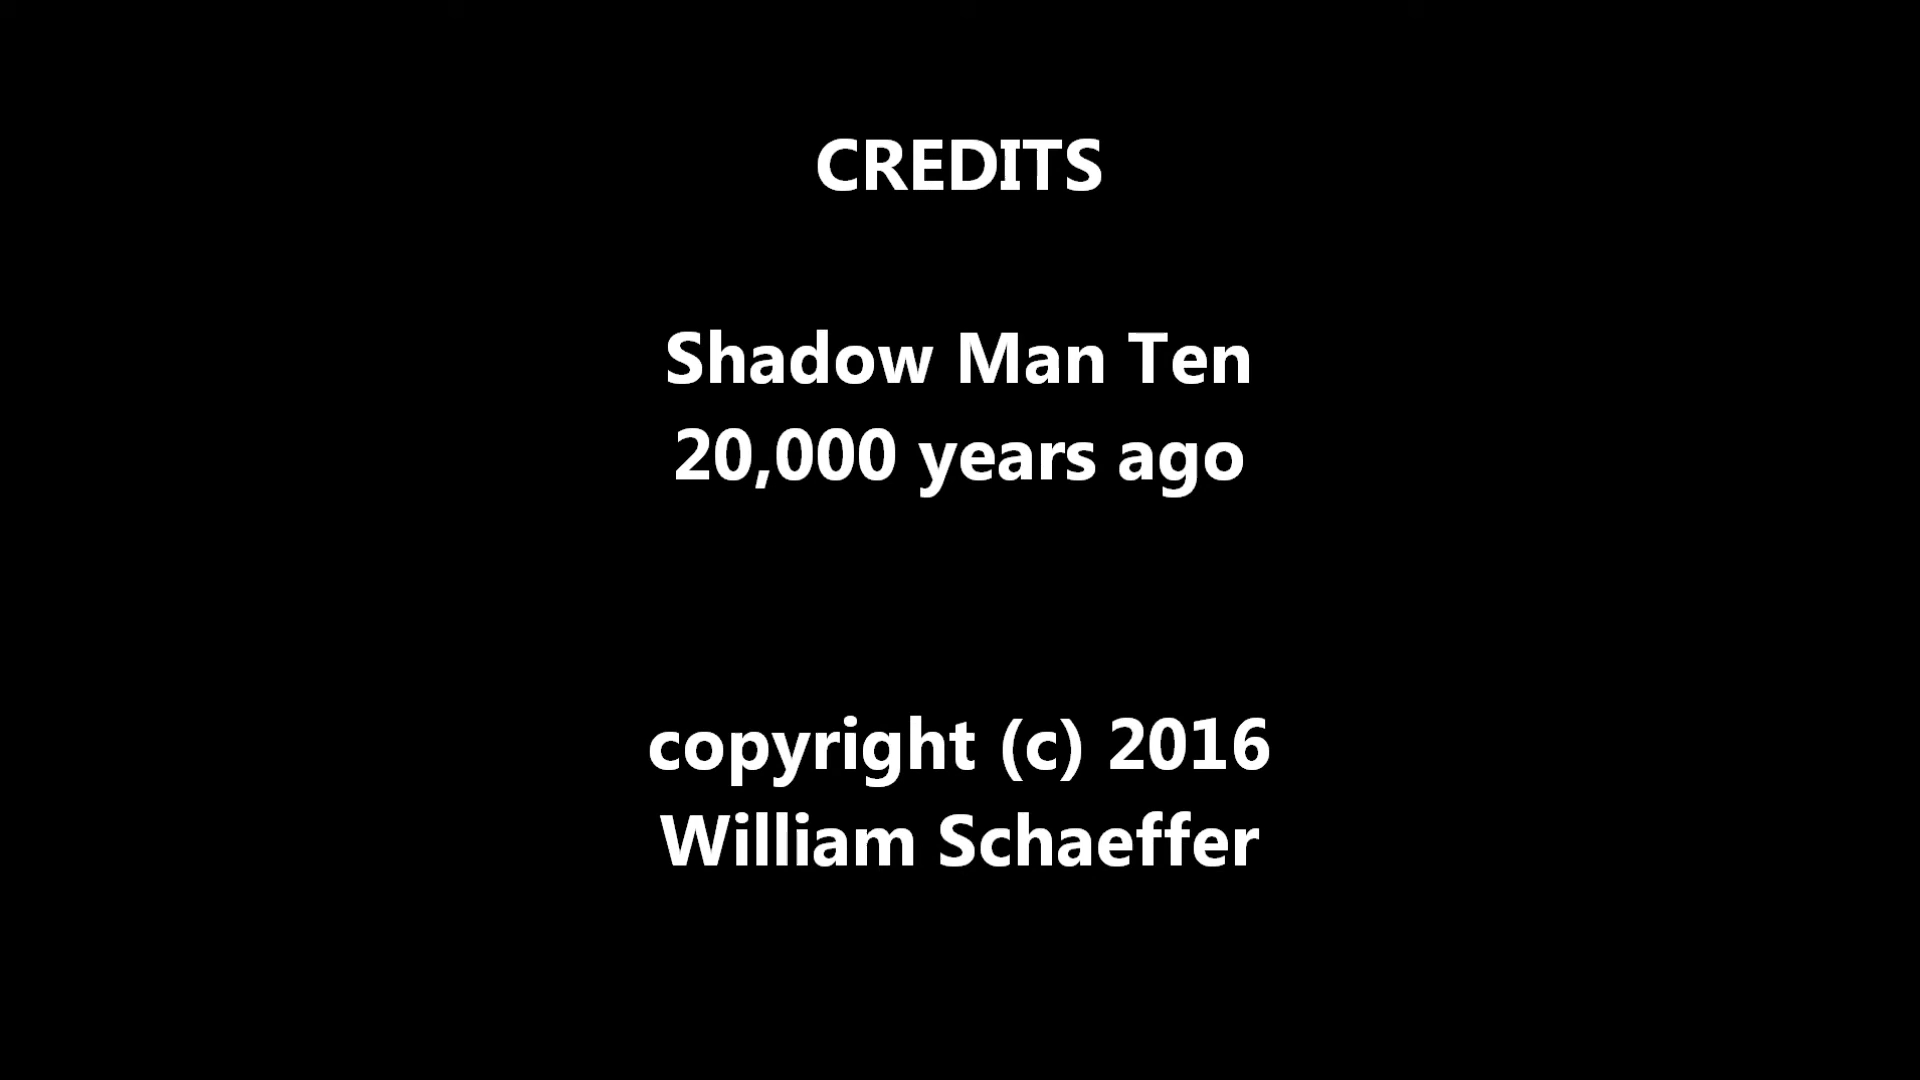 CREDITS
Shadow Man Ten
20,000 years ago
copyright (c) 2016
William Schaeffer